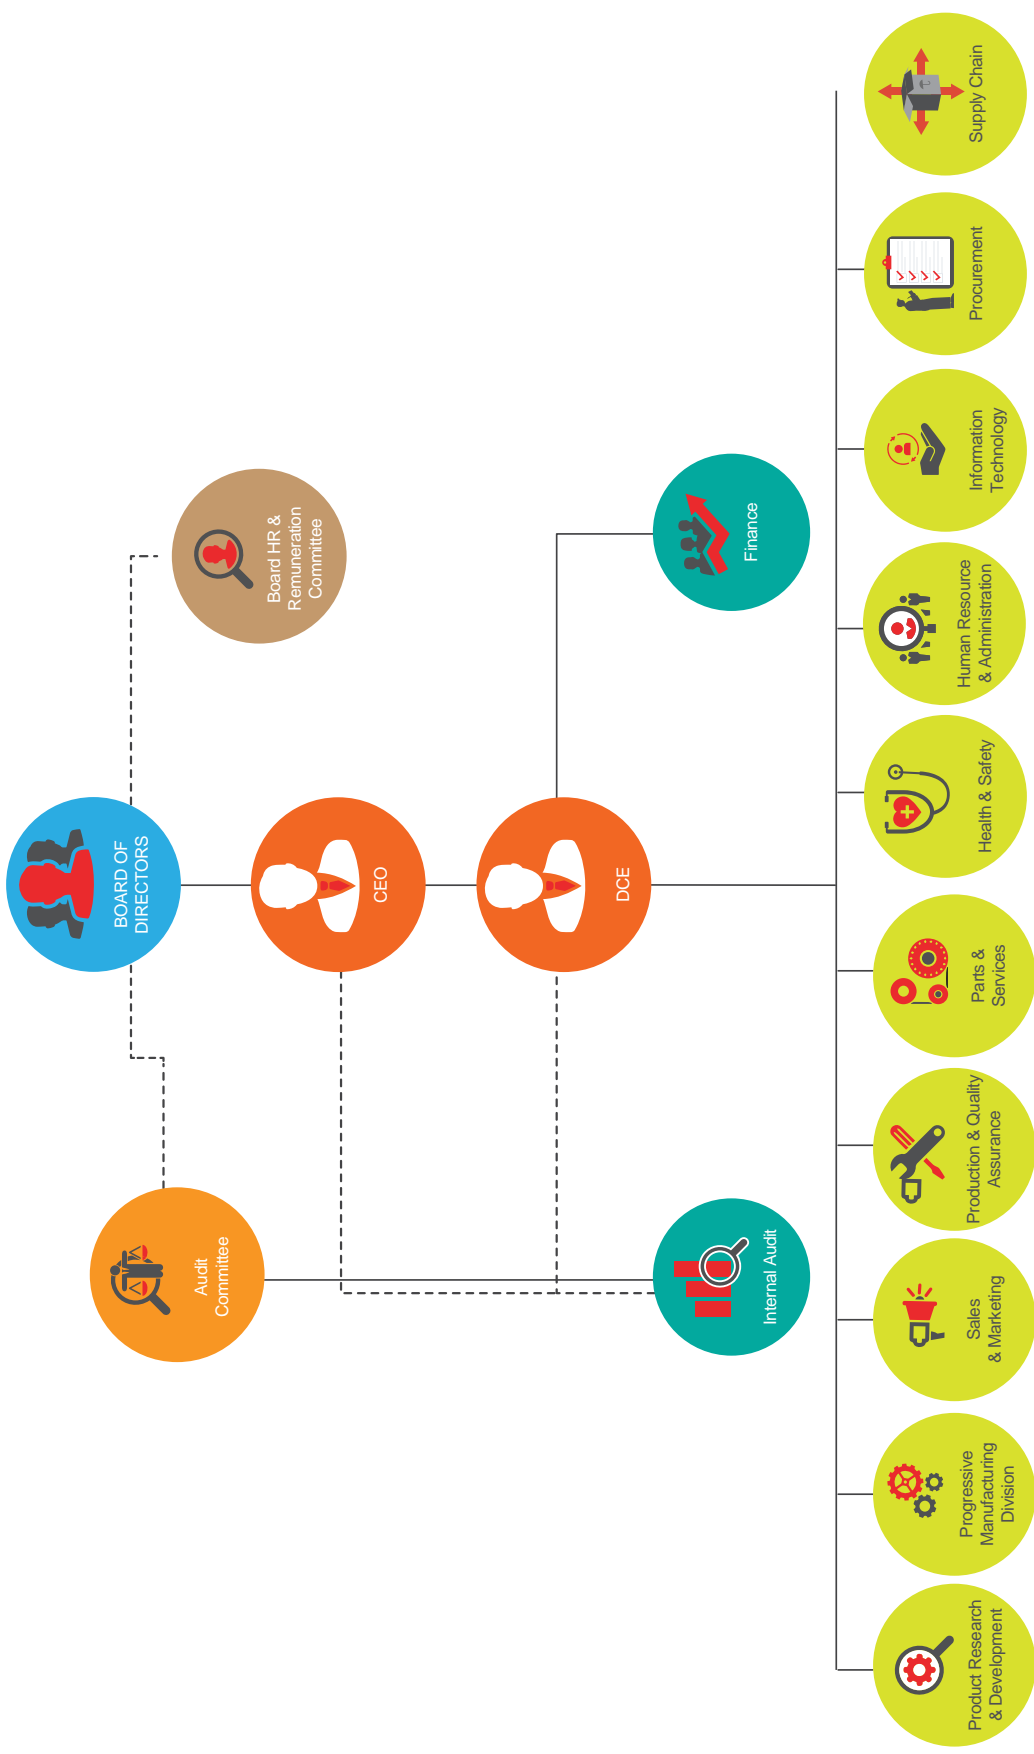 BOARD OF
DIRECTORS
Audit
Committee
Board HR &
Remuneration
Committee
CEO
DCE
Internal Audit
Finance
Product Research
& Development
Progressive
Manufacturing
Division
Sales
& Marketing
Production & Quality
Assurance
Parts &
Services
Health & Safety
Human Resource
& Administration
Information
Technology
Procurement
Supply Chain